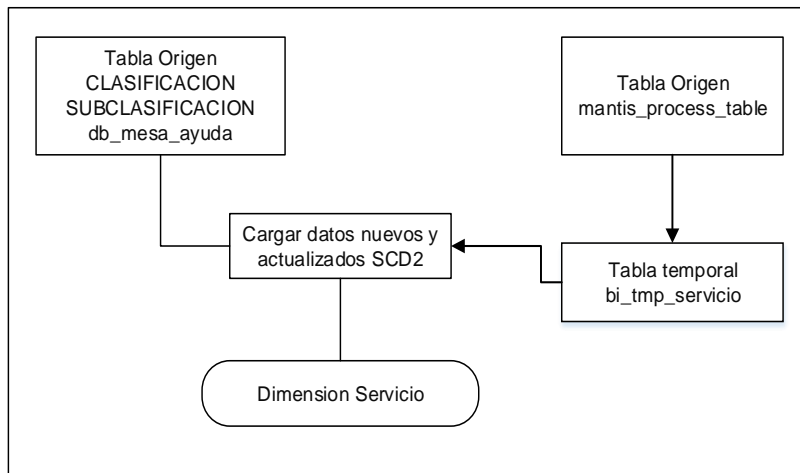 Tabla Origen
CLASIFICACION
SUBCLASIFICACION
db_mesa_ayuda
Tabla Origen
mantis_process_table
Cargar datos nuevos y
actualizados SCD2
Tabla temporal
bi_tmp_servicio
Dimension Servicio